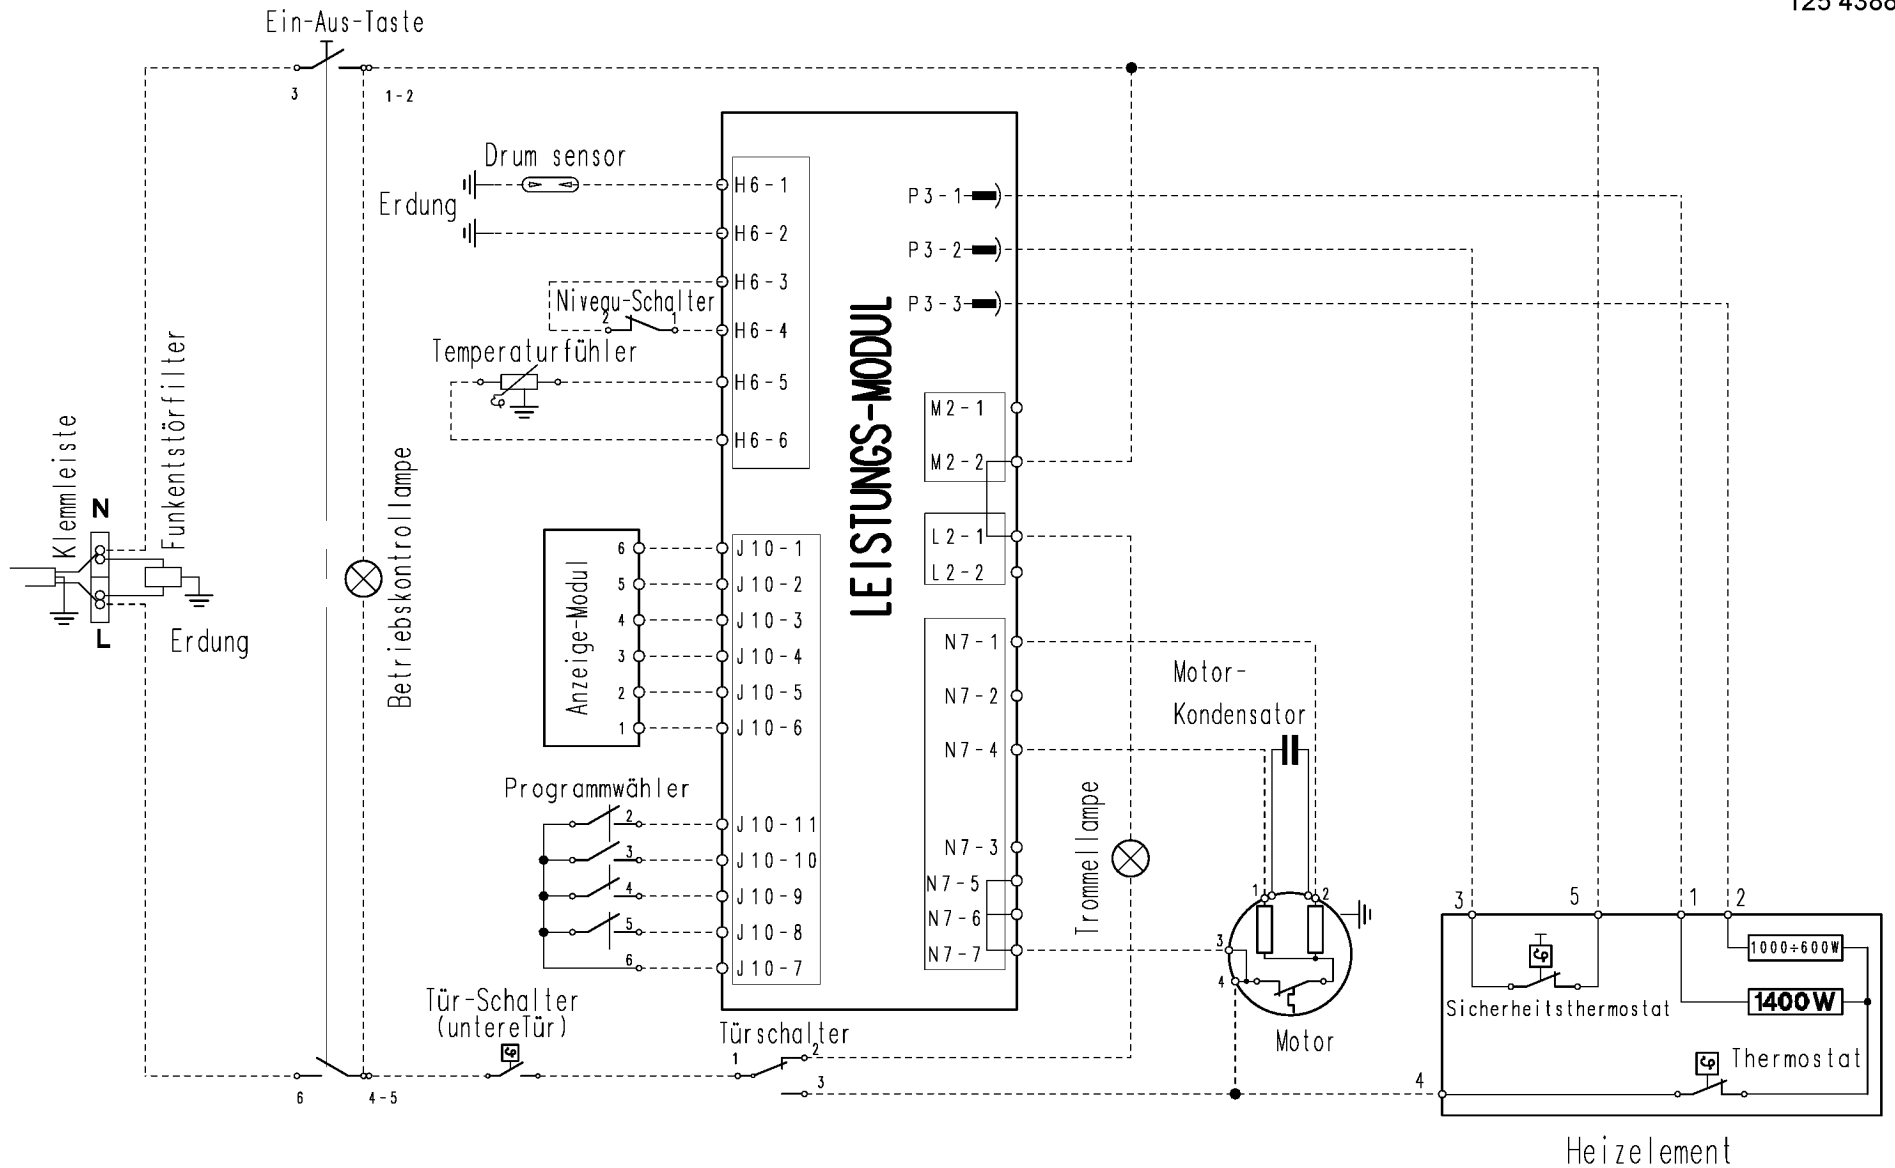 125 4388
Ein-Aus-Taste
3
1-2
Drum sensor
Erdung
H6-1
H6-2
H6-3
Niveau-Schalter
2
1
H6-4
Temperaturfühler
H6-5
H6-6
P3-1
P3-2
P3-3
LEISTUNGS-MODUL
M2-1
M2-2
L2-1
L2-2
Klemmleiste
Funkentstörfilter
N
L
Erdung
Betriebskontrollampe
Anzeige-Modul
6
5
4
3
2
1
J10-1
J10-2
J10-3
J10-4
J10-5
J10-6
Programmwähler
2
3
4
5
6
J10-11
J10-10
J10-9
J10-8
J10-7
N7-1
N7-2
N7-4
N7-3
N7-5
N7-6
N7-7
Motor-
Kondensator
Trommellampe
1
2
3
4
Motor
3
5
1
2
1000÷600W
1400W
Sicherheitsthermostat
Thermostat
4
Heizelement
Tür-Schalter
(untereTür)
Türschalter
1
2
3
6
4-5